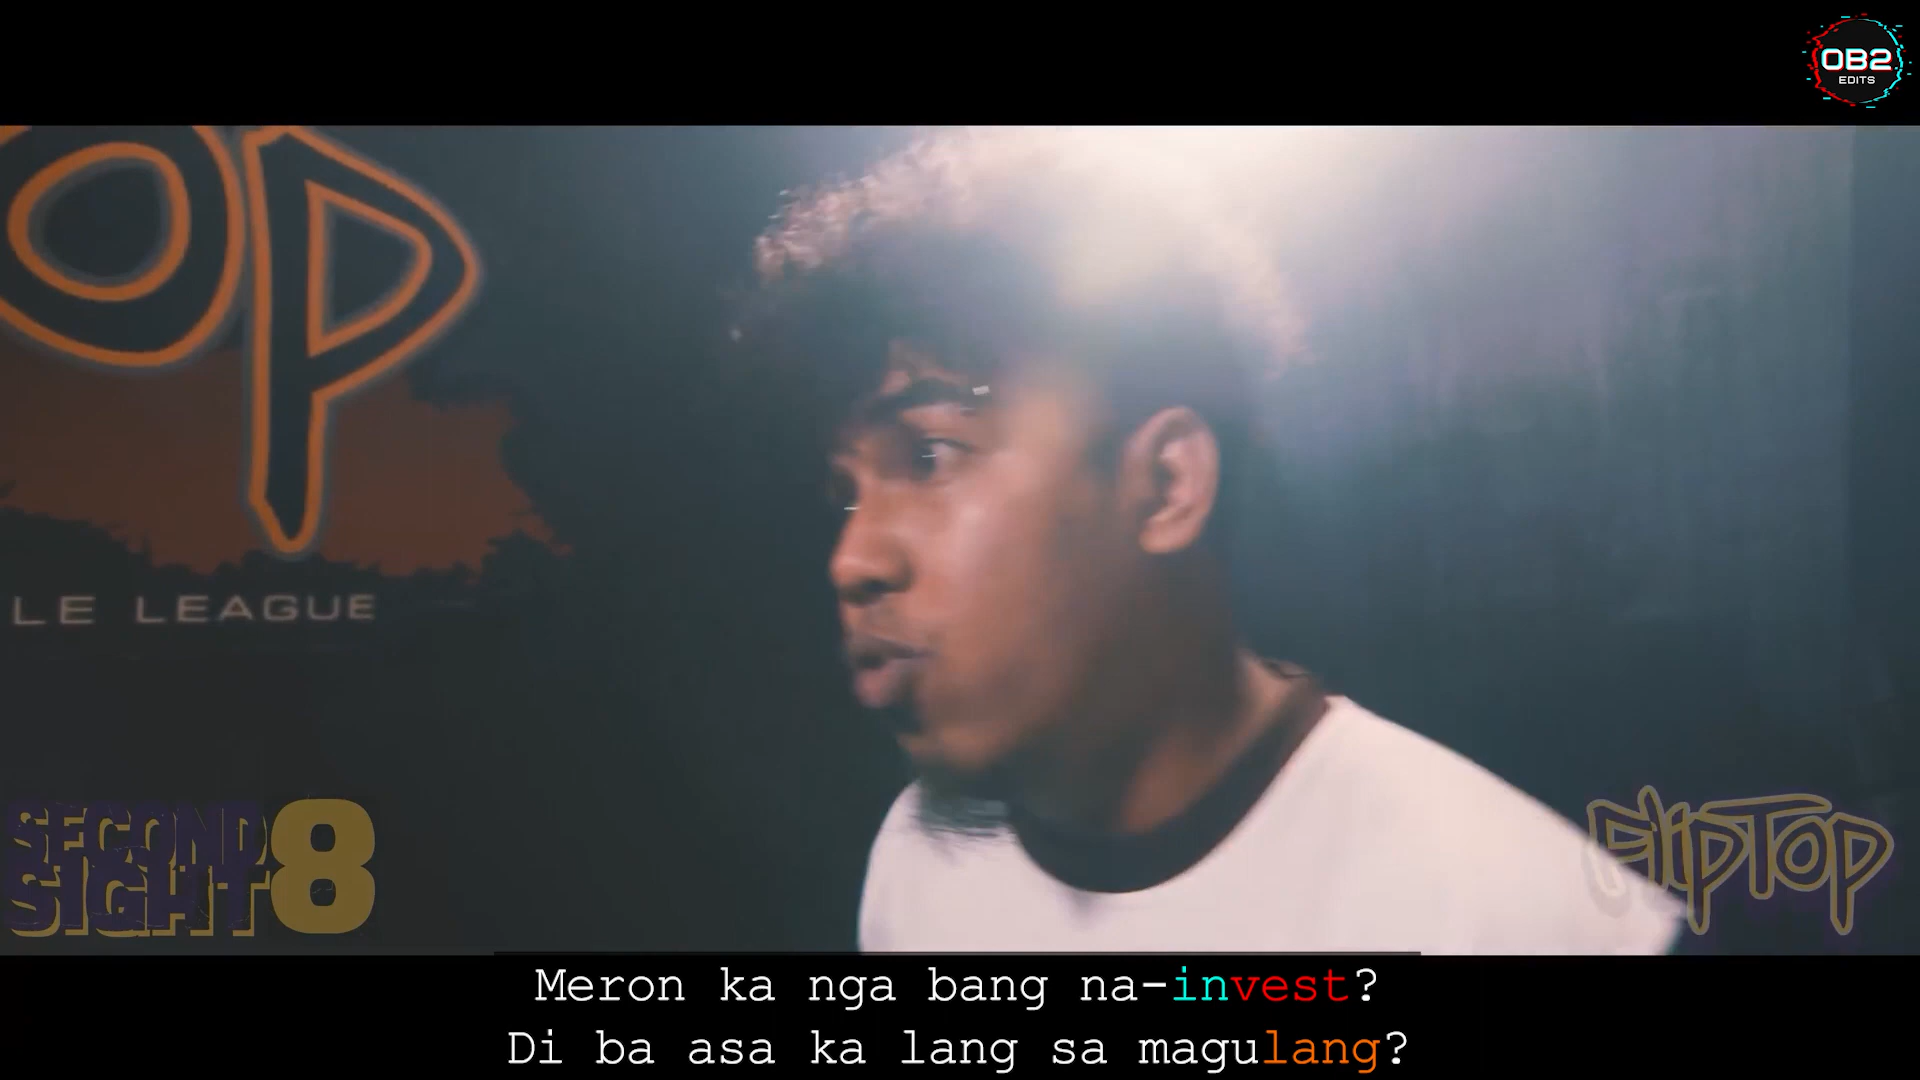 OB2
EDITS
OP
LE LEAGUE
SECOND
SIGHT 8
FlipTop
Meron ka nga bang na-invest?
Di ba asa ka lang sa magulang?